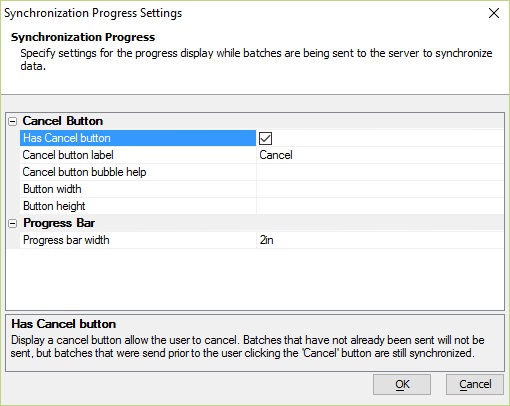 Synchronization Progress Settings
Synchronization Progress
Specify settings for the progress display while batches are being sent to the server to synchronize
data.
Cancel Button
Has Cancel button
Cancel button label Cancel
Cancel button bubble help
Button width
Button height
Progress Bar
Progress bar width 2in
Has Cancel button
Display a cancel button allow the user to cancel. Batches that have not already been sent will not be
sent, but batches that were send prior to the user clicking the 'Cancel' button are still synchronized.
OK Cancel